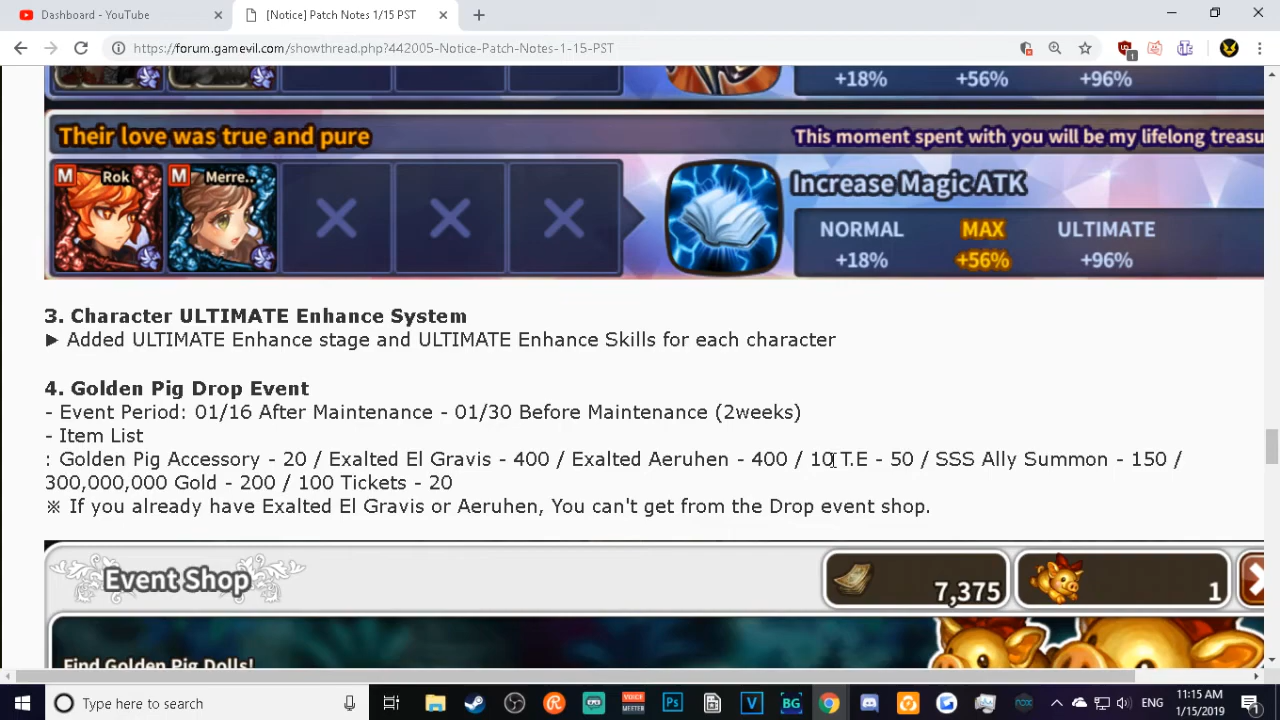 Dashboard - YouTube
[Notice] Patch Notes 1/15 PST
https://forum.gamevil.com/showthread.php?442005-Notice-Patch-Notes-1-15-PST
1
+18% +56% +96%
Their love was true and pure
This moment spent with you will be my lifelong treasu
M Rok
M Merre..
Increase Magic ATK
NORMAL MAX ULTIMATE
+18% +56% +96%
3. Character ULTIMATE Enhance System
► Added ULTIMATE Enhance stage and ULTIMATE Enhance Skills for each character
4. Golden Pig Drop Event
- Event Period: 01/16 After Maintenance - 01/30 Before Maintenance (2weeks)
- Item List
: Golden Pig Accessory - 20 / Exalted El Gravis - 400 / Exalted Aeruhen - 400 / 10 T.E - 50 / SSS Ally Summon - 150 /
300,000,000 Gold - 200 / 100 Tickets - 20
※ If you already have Exalted El Gravis or Aeruhen, You can't get from the Drop event shop.
Event Shop
7,375
1
Find Golden Pig Dolls!
Type here to search
VOICE
MEETER
Ps
V
BG
ENG
11:15 AM
1/15/2019